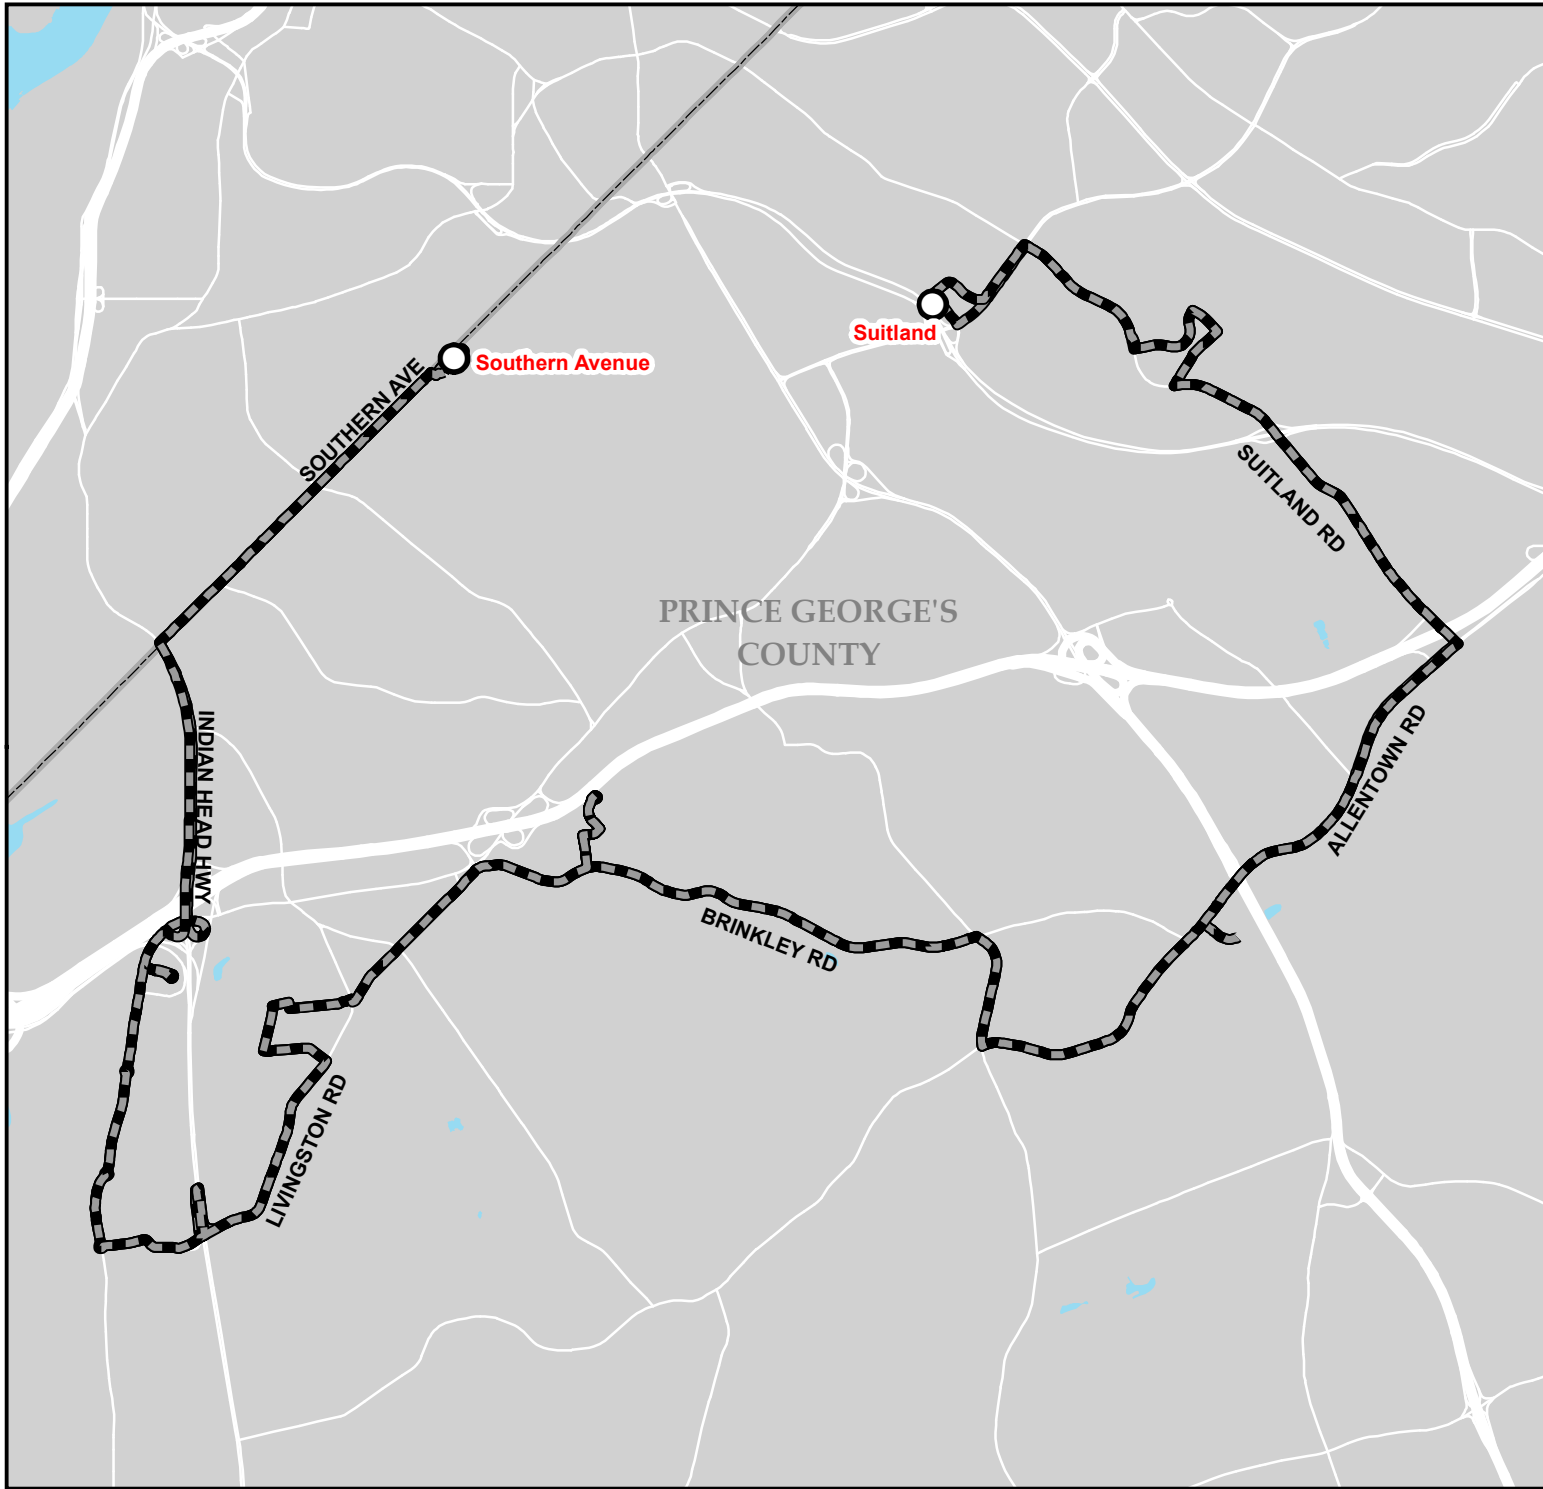 Suitland
Southern Avenue
SOUTHERN AVE
SUITLAND RD
PRINCE GEORGE'S
COUNTY
INDIAN HEAD HWY
ALLENTOWN RD
BRINKLEY RD
LIVINGSTON RD